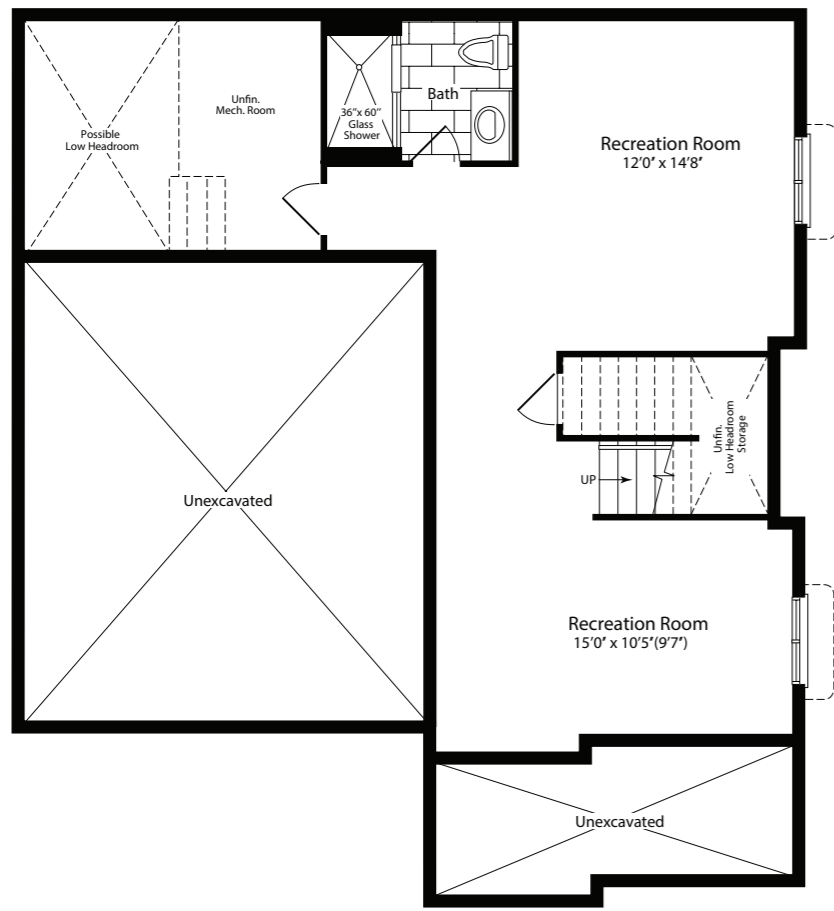 Possible
Low Headroom
Unfin.
Mech. Room
36"x 60"
Glass
Shower
Bath
Recreation Room
12'0" x 14'8"
Unfin.
Low Headroom
Storage
UP
Unexcavated
Recreation Room
15'0" x 10'5"(9'7")
Unexcavated